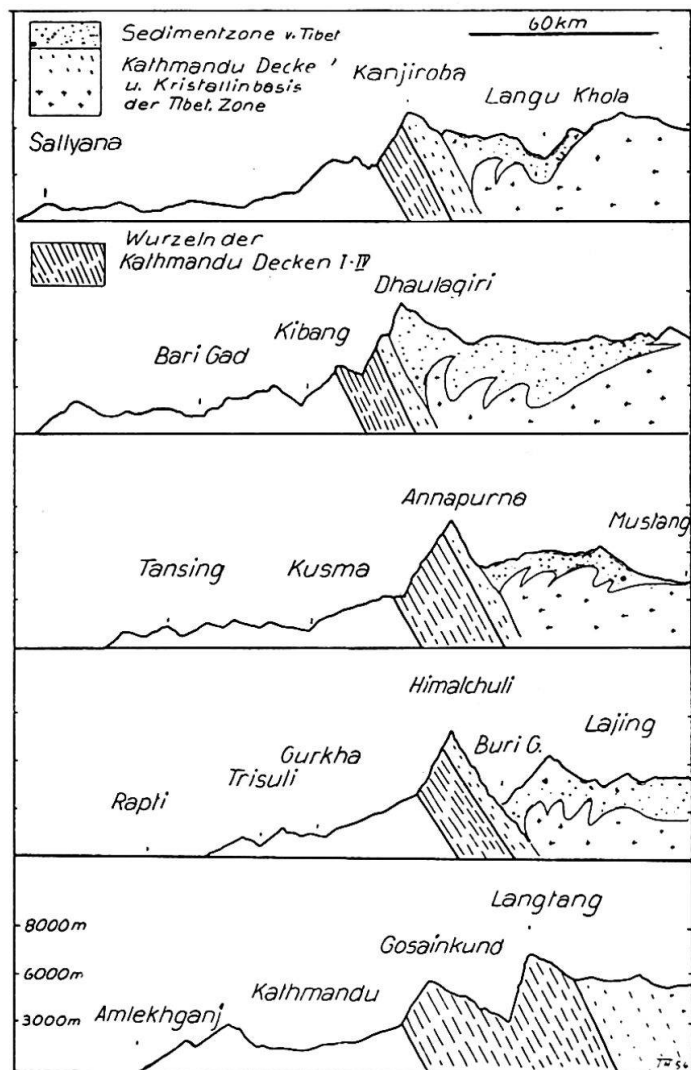 Sedimentzone v. Tibet
60km
Kathmandu Decke
u. Kristallinbasis
der Tibet. Zone
Kanjiroba
Langu Khola
Sallyana
Wurzeln der
Kathmandu Decken I-IV
Dhaulagiri
Kibang
Bari Gad
Annapurna
Mustang
Tansing
Kusma
Himalchuli
Buri G.
Lajing
Gurkha
Trisuli
Rapti
Langtang
8000m
Gosainkund
6000m
Kathmandu
3000m
Amlekhganj